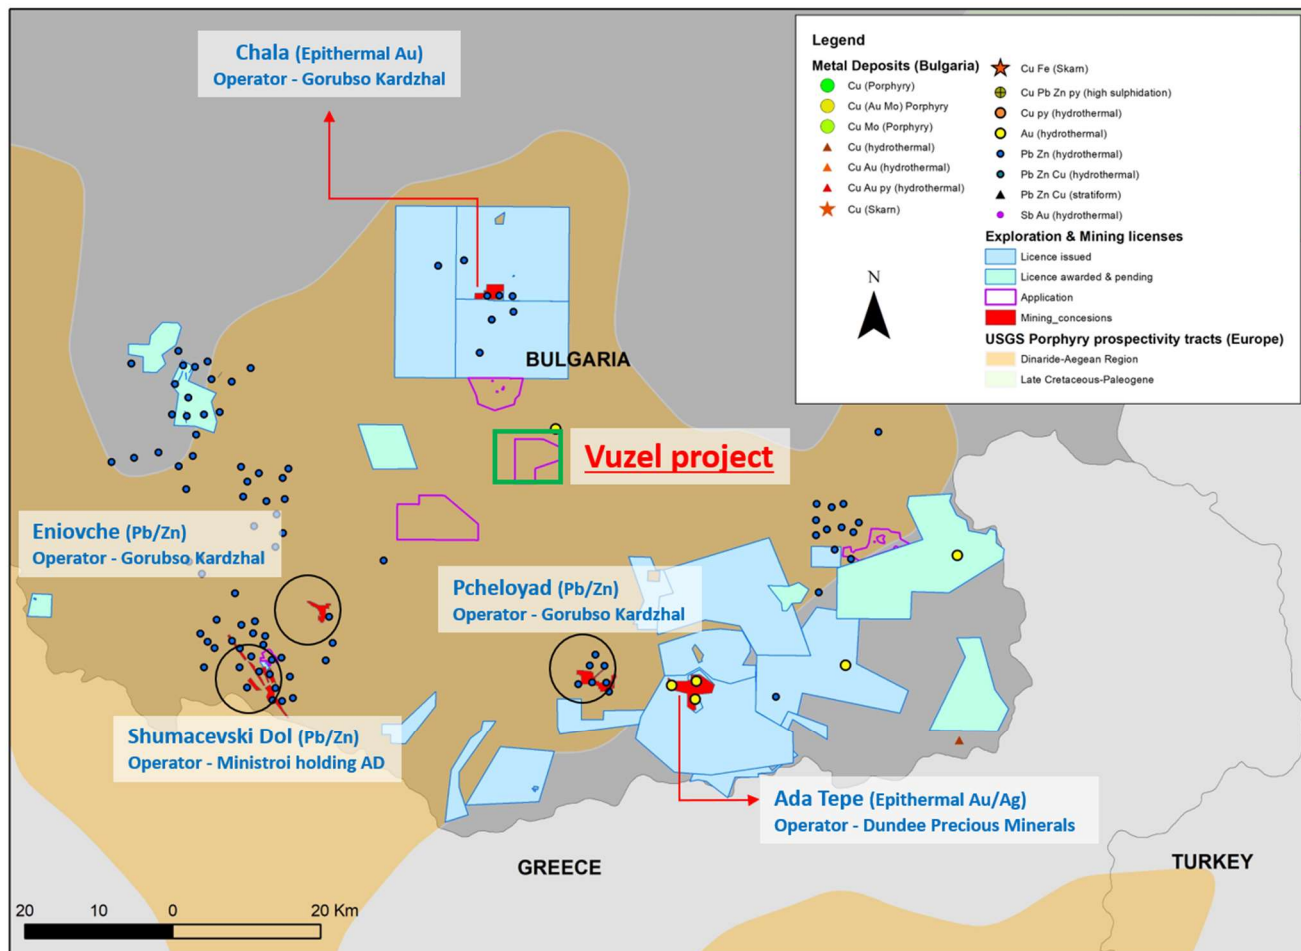 Chala (Epithermal Au)
Operator - Gorubso Kardzhal
Legend
Metal Deposits (Bulgaria)
Cu (Porphyry)
Cu (Au Mo) Porphyry
Cu Mo (Porphyry)
Cu (hydrothermal)
Cu Au (hydrothermal)
Cu Au py (hydrothermal)
Cu (Skarn)
Cu Fe (Skarn)
Cu Pb Zn py (high sulphidation)
Cu py (hydrothermal)
Au (hydrothermal)
Pb Zn (hydrothermal)
Pb Zn Cu (hydrothermal)
Pb Zn Cu (stratiform)
Sb Au (hydrothermal)
Exploration & Mining licenses
Licence issued
Licence awarded & pending
Application
Mining_concesions
USGS Porphyry prospectivity tracts (Europe)
Dinaride-Aegean Region
Late Cretaceous-Paleogene
N
BULGARIA
Vuzel project
Eniovche (Pb/Zn)
Operator - Gorubso Kardzhal
Pcheloyad (Pb/Zn)
Operator - Gorubso Kardzhal
Shumacevski Dol (Pb/Zn)
Operator - Ministroi holding AD
Ada Tepe (Epithermal Au/Ag)
Operator - Dundee Precious Minerals
GREECE
TURKEY
20 10 0 20 Km